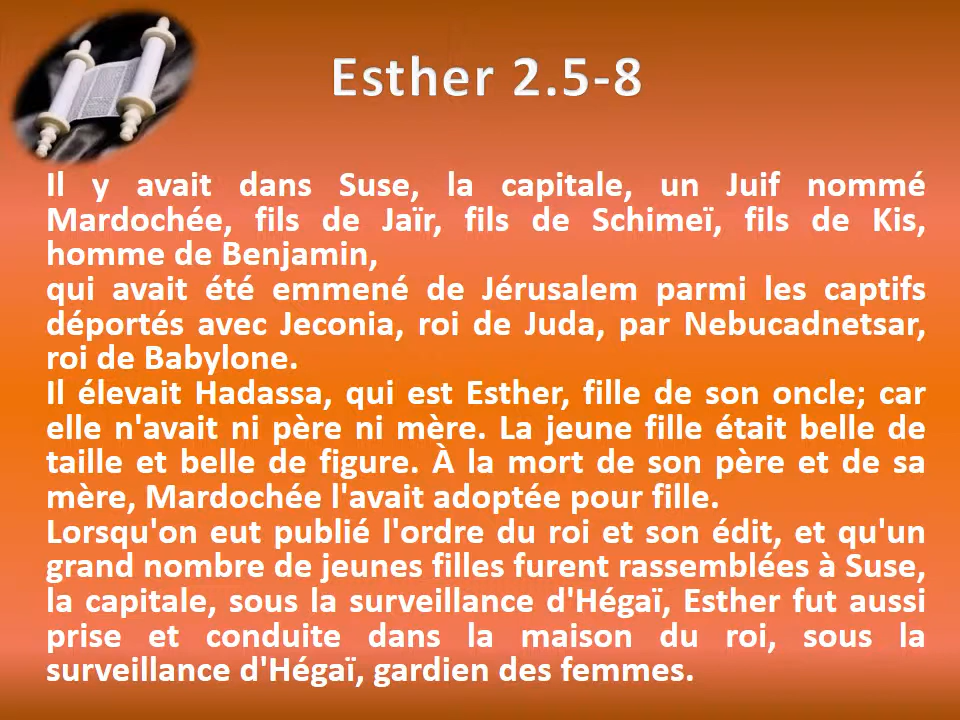 Esther 2.5-8
Il y avait dans Suse, la capitale, un Juif nommé
Mardochée, fils de Jaïr, fils de Schimeï, fils de Kis,
homme de Benjamin,
qui avait été emmené de Jérusalem parmi les captifs
déportés avec Jeconia, roi de Juda, par Nebucadnetsar,
roi de Babylone.
Il élevait Hadassa, qui est Esther, fille de son oncle; car
elle n'avait ni père ni mère. La jeune fille était belle de
taille et belle de figure. À la mort de son père et de sa
mère, Mardochée l'avait adoptée pour fille.
Lorsqu'on eut publié l'ordre du roi et son édit, et qu'un
grand nombre de jeunes filles furent rassemblées à Suse,
la capitale, sous la surveillance d'Hégaï, Esther fut aussi
prise et conduite dans la maison du roi, sous la
surveillance d'Hégaï, gardien des femmes.